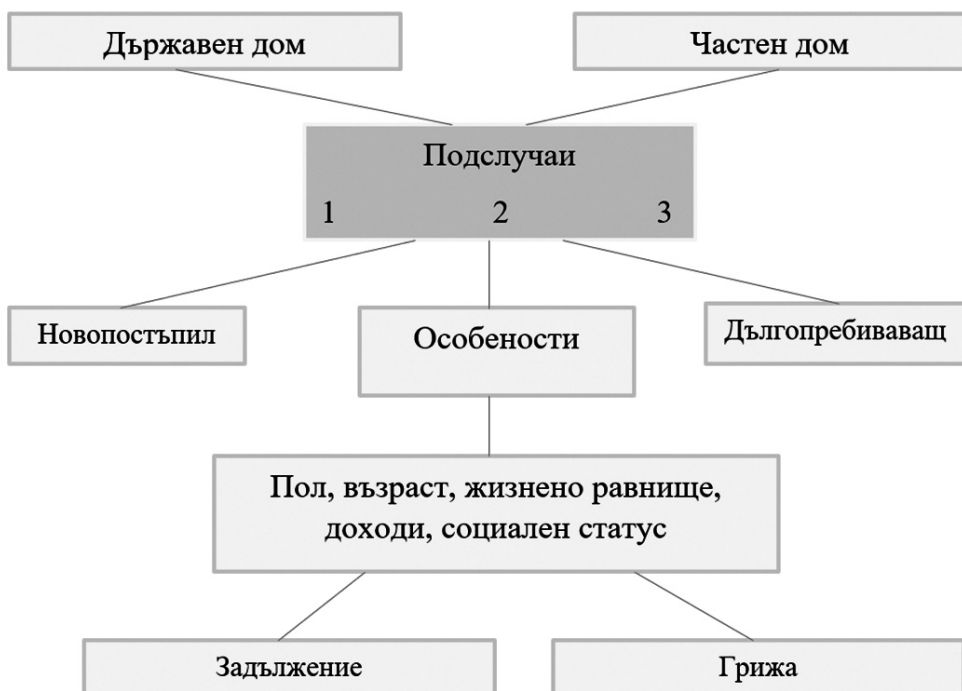 Държавен дом
Частен дом
Подслучаи
1 2 3
Новопостъпил
Особености
Дългопребиваващ
Пол, възраст, жизнено равнище,
доходи, социален статус
Задължение
Грижа